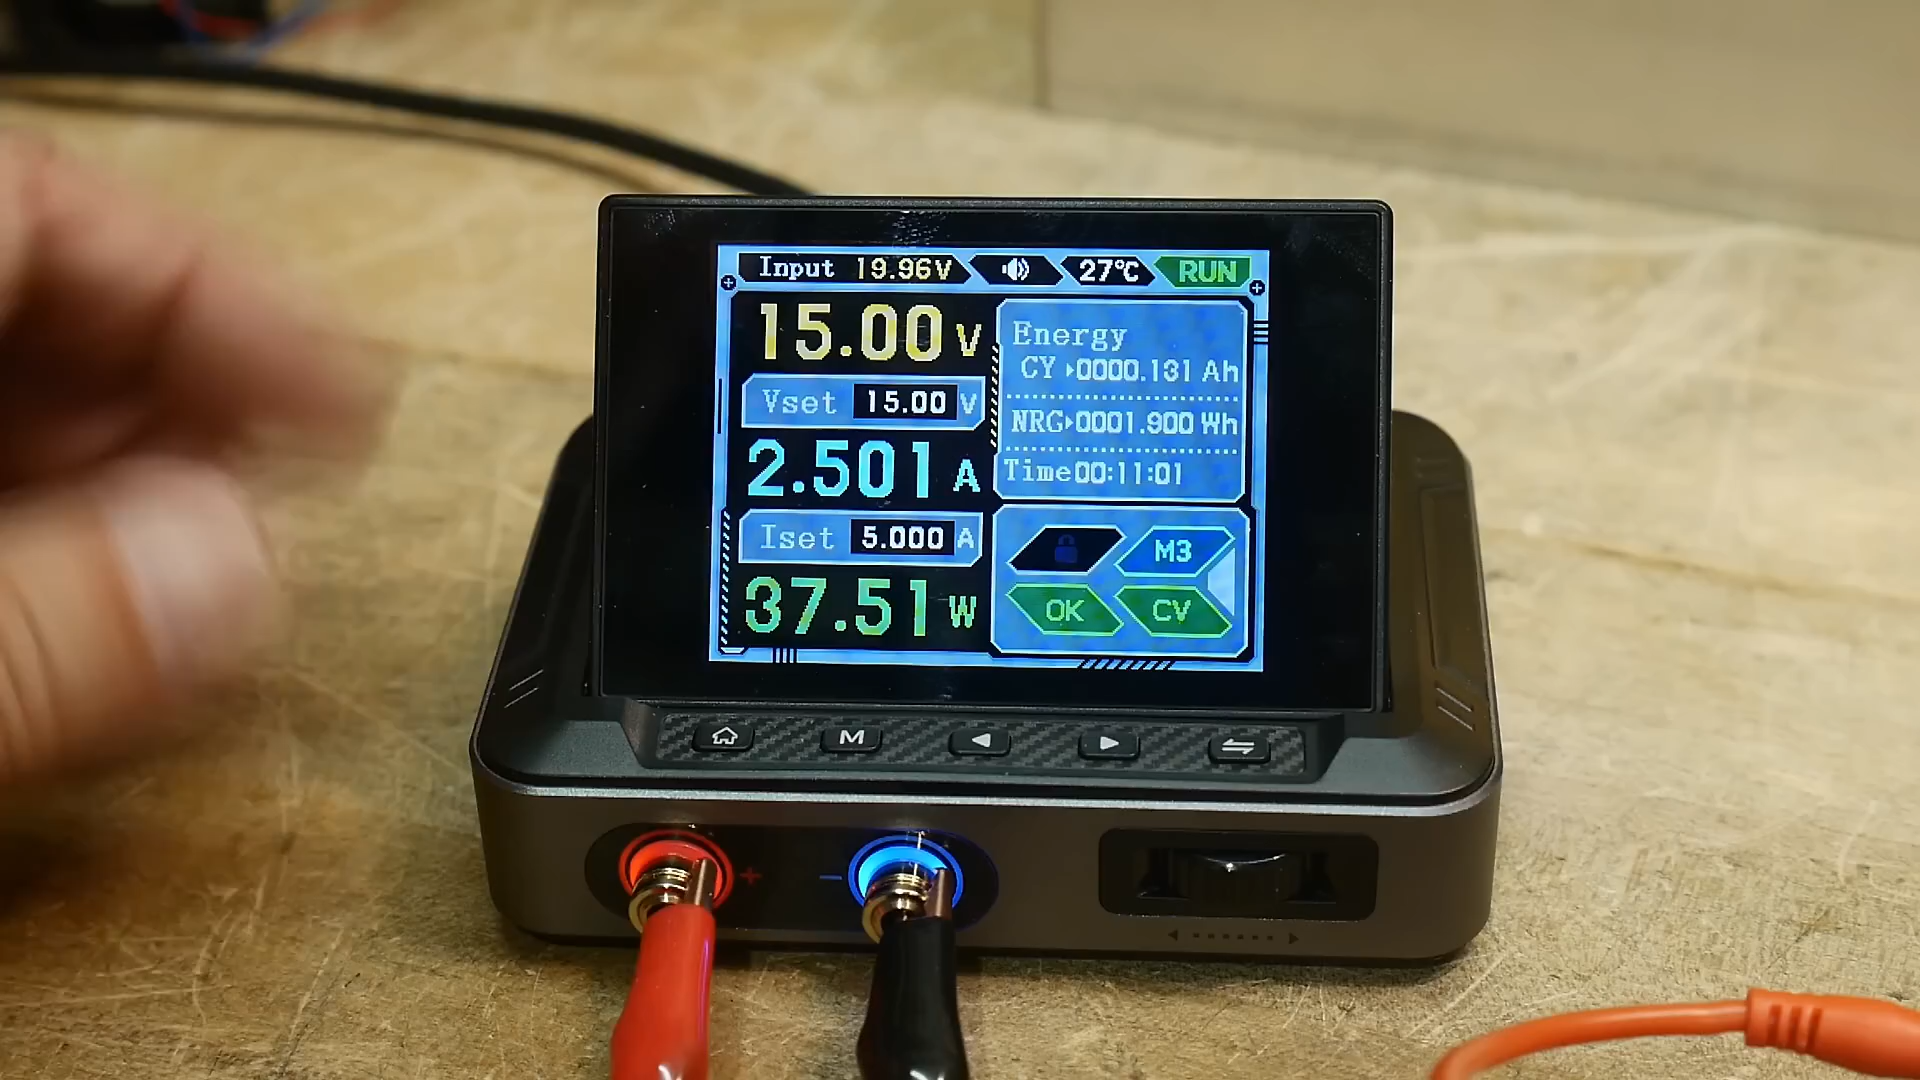 Input 19.96V 27℃ RUN
15.00 V
Vset 15.00 V
2.501 A
Iset 5.000 A
37.51 W
Energy
CY 0000.131 Ah
NRG 0001.900 Wh
Time 00:11:01
M3
OK CV
M
+ −